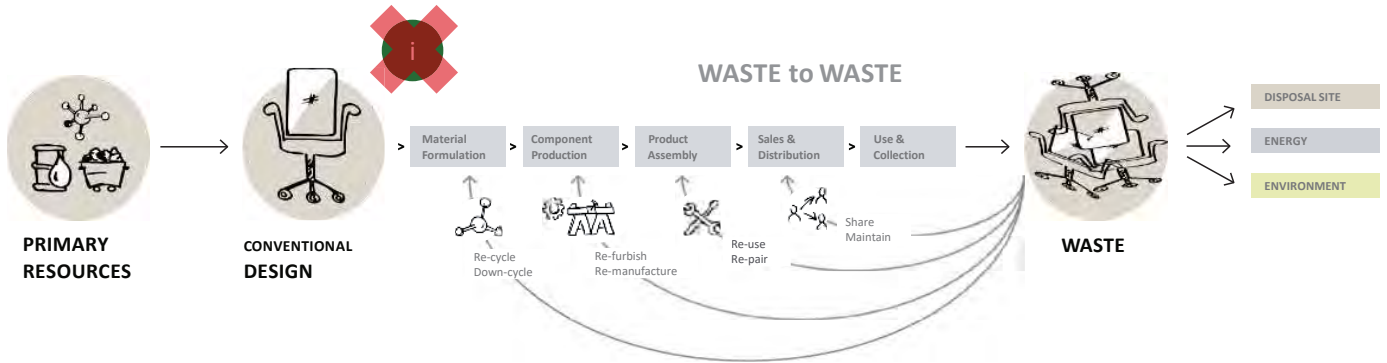 i
WASTE to WASTE
DISPOSAL SITE
Material
Formulation
>
Component
Production
>
Product
Assembly
>
Sales &
Distribution
>
Use &
Collection
>
ENERGY
ENVIRONMENT
PRIMARY
RESOURCES
CONVENTIONAL
DESIGN
Re-cycle
Down-cycle
Re-furbish
Re-manufacture
Re-use
Re-pair
Share
Maintain
WASTE